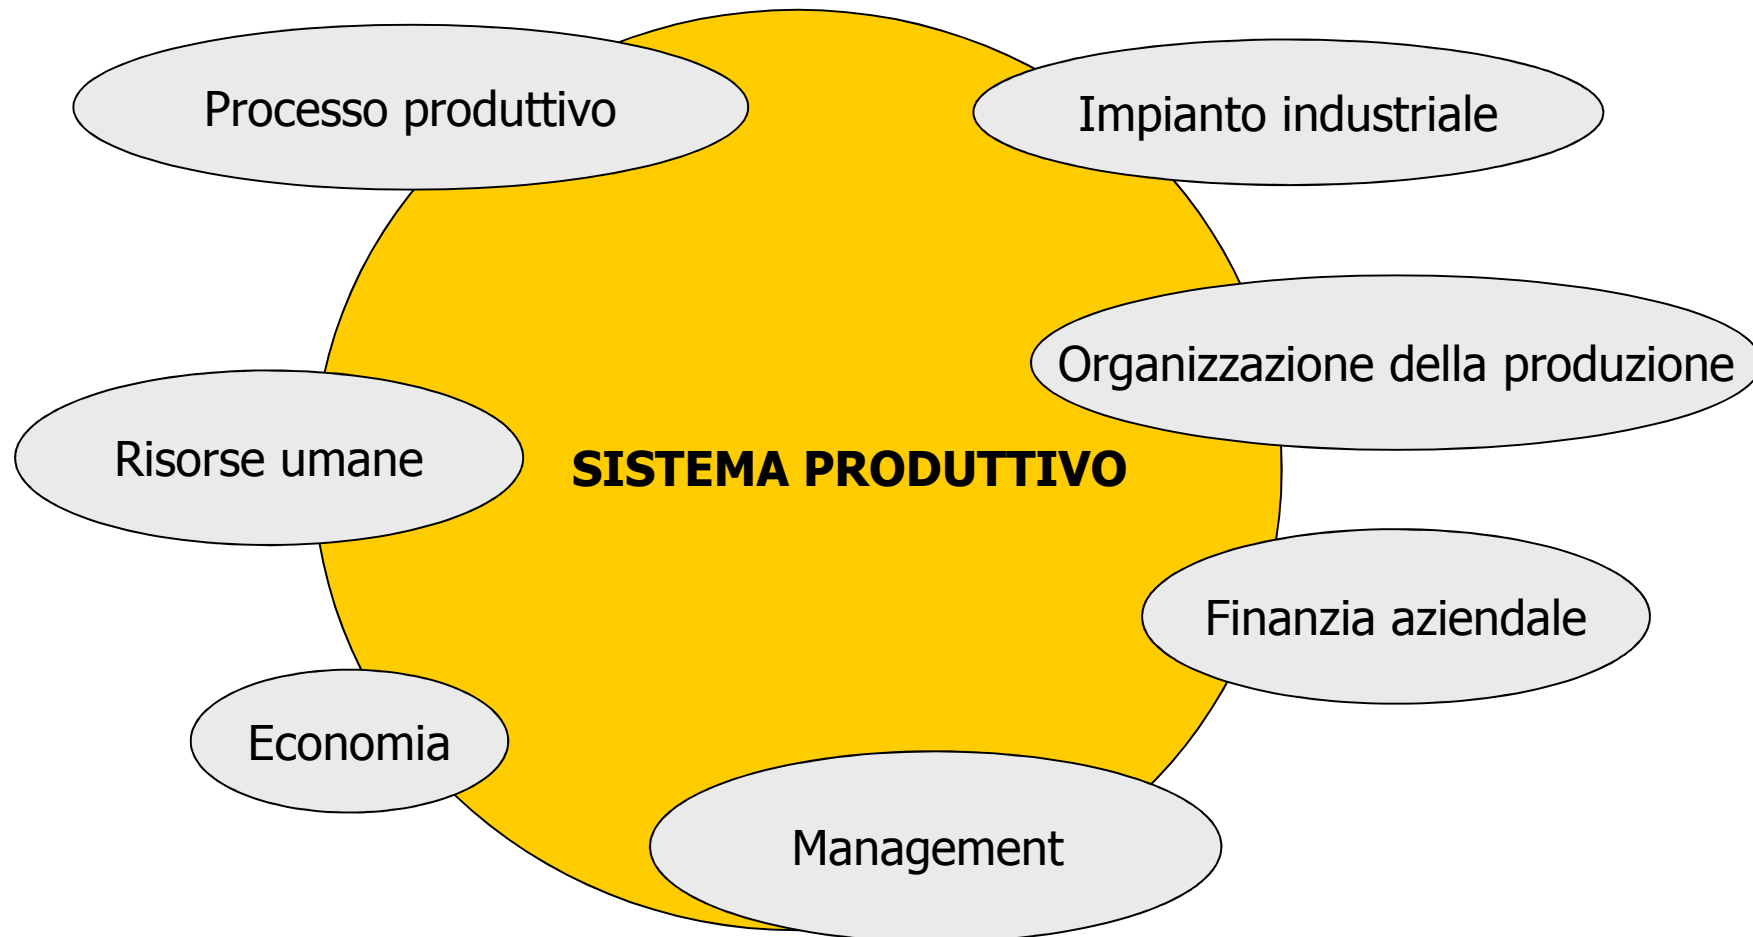 Processo produttivo
Impianto industriale
Organizzazione della produzione
Risorse umane
SISTEMA PRODUTTIVO
Finanzia aziendale
Economia
Management